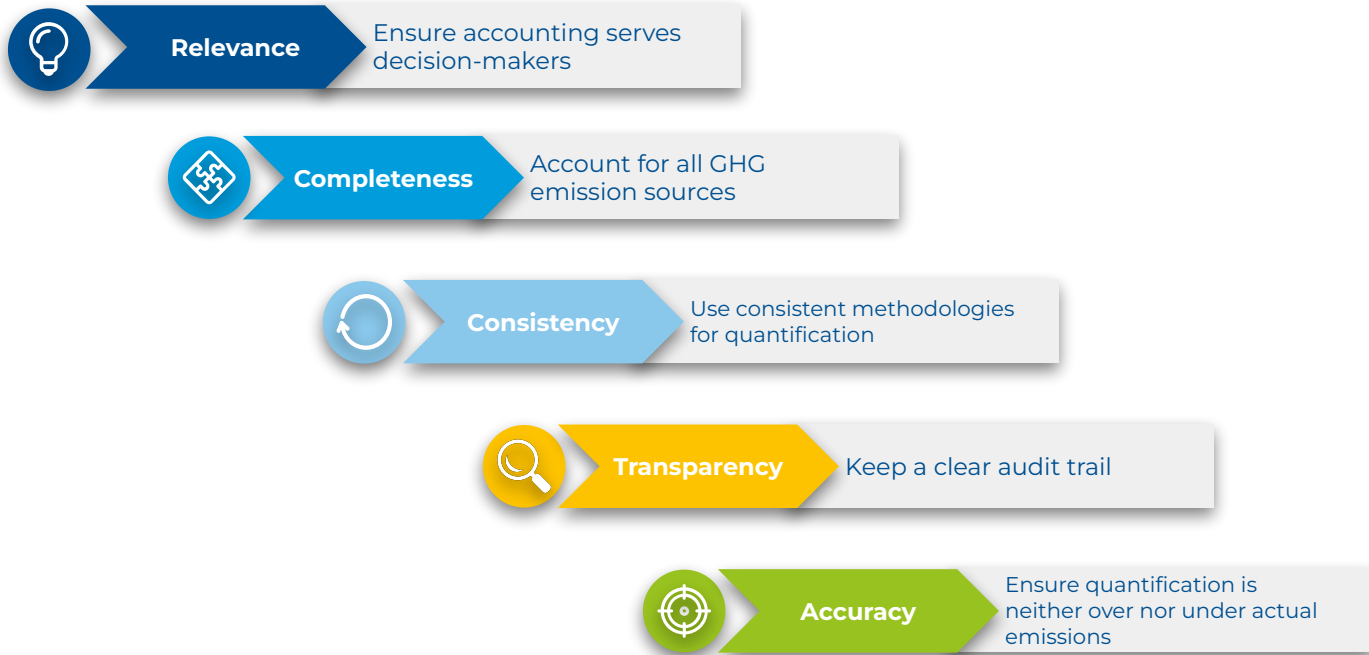 Relevance
Ensure accounting serves
decision-makers
Completeness
Account for all GHG
emission sources
Consistency
Use consistent methodologies
for quantification
Transparency
Keep a clear audit trail
Accuracy
Ensure quantification is
neither over nor under actual
emissions